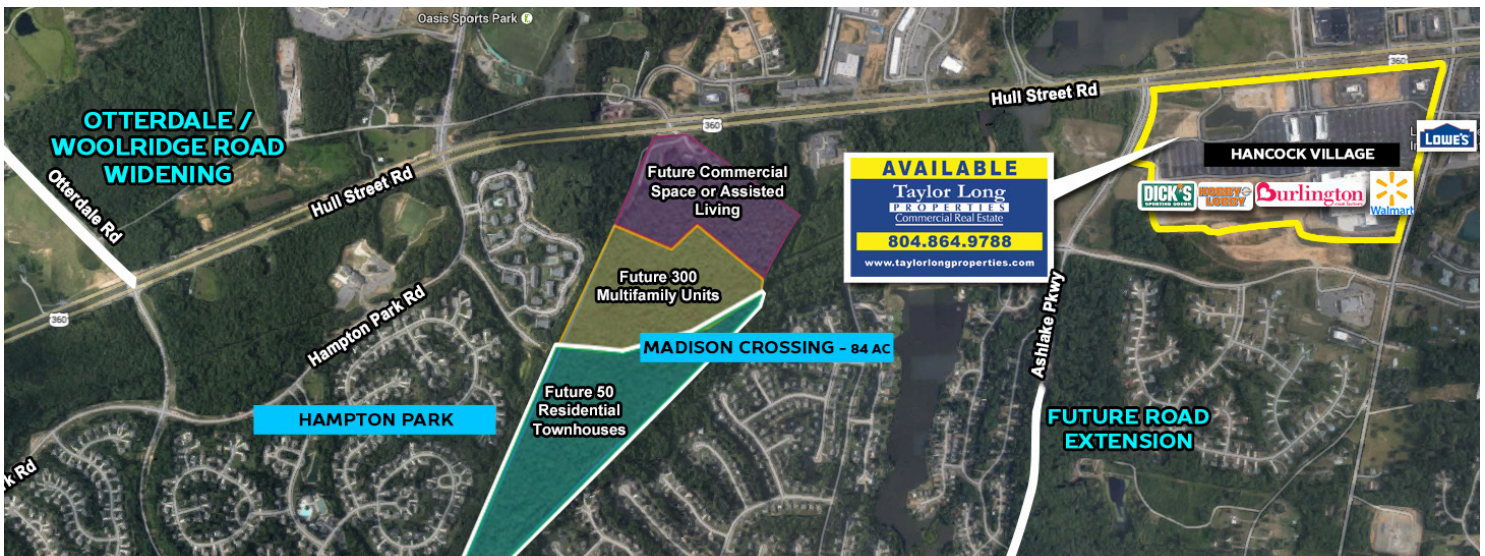 Oasis Sports Park
OTTERDALE /
WOOLRIDGE ROAD
WIDENING
Otterdale Rd
Hull Street Rd
360
Hull Street Rd
360
360
Future Commercial
Space or Assisted
Living
Future 300
Multifamily Units
Future 50
Residential
Townhouses
MADISON CROSSING - 84 AC
Hampton Park Rd
HAMPTON PARK
k Rd
AVAILABLE
Taylor Long
PROPERTIES
Commercial Real Estate
804.864.9788
www.taylorlongproperties.com
HANCOCK VILLAGE
LOWE'S
DICK'S
SPORTING GOODS
HOBBY
LOBBY
Burlington
Walmart
Ashlake Pkwy
FUTURE ROAD
EXTENSION